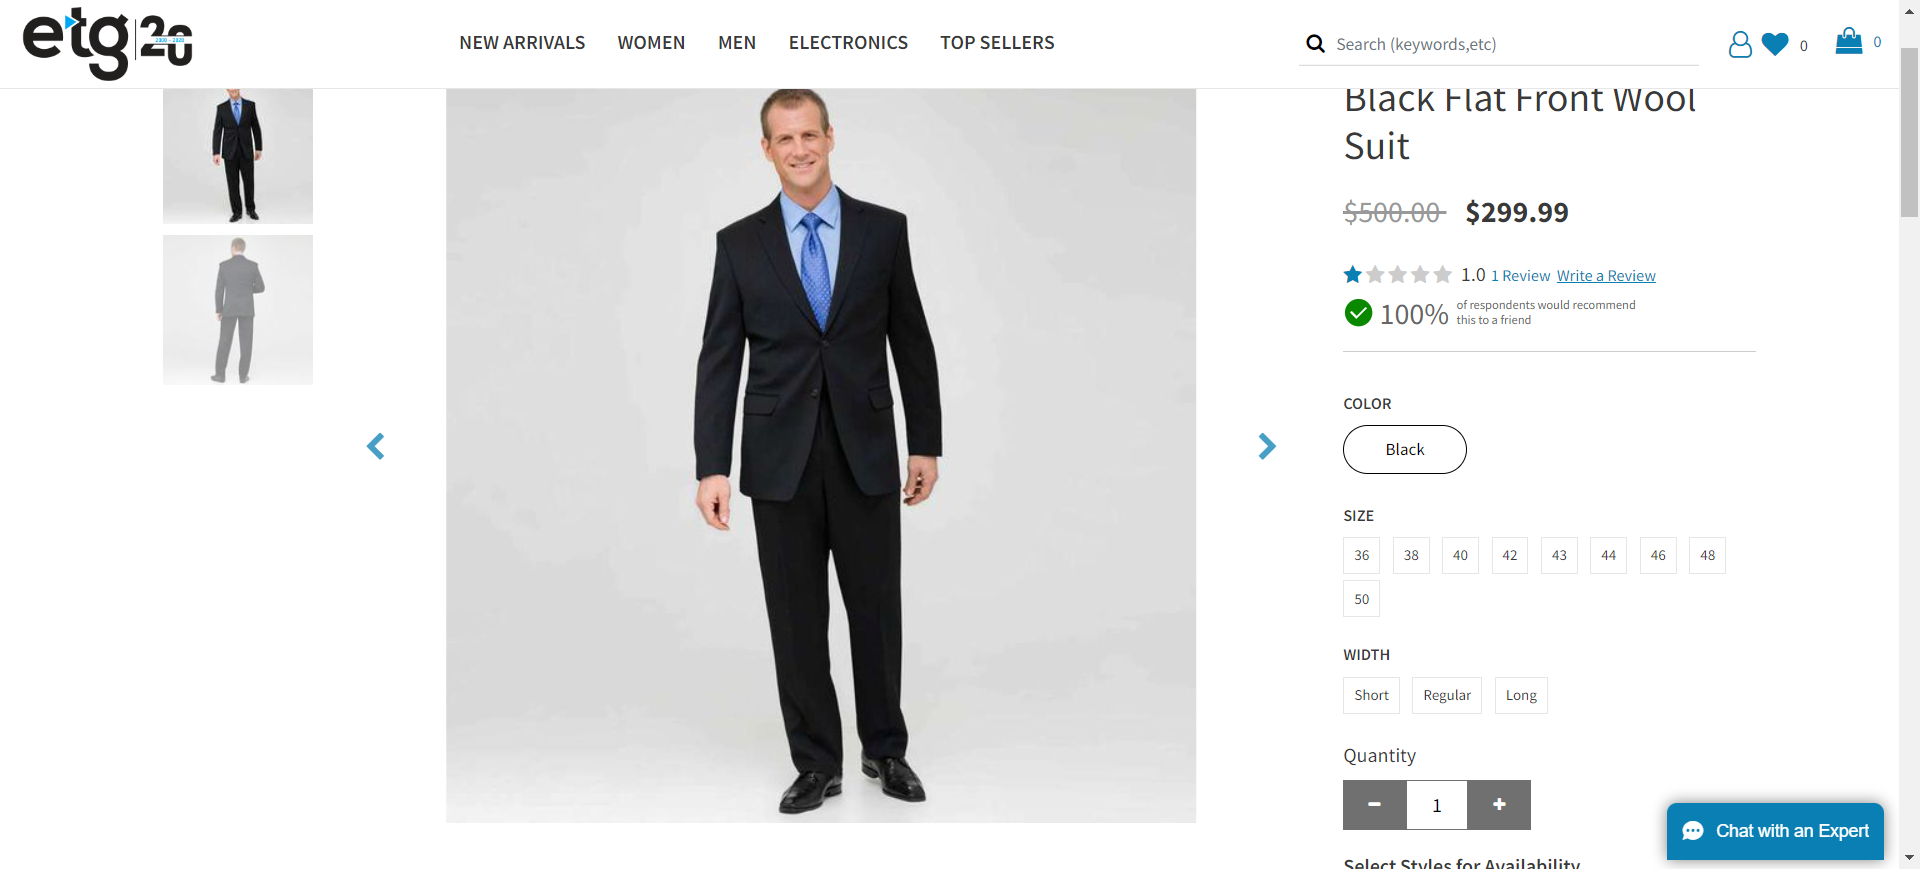 etg 20
2000 - 2020
NEW ARRIVALS WOMEN MEN ELECTRONICS TOP SELLERS
Search (keywords,etc)
0
0
Black Flat Front Wool
Suit
$500.00 $299.99
1.0 1 Review Write a Review
100% of respondents would recommend
this to a friend
COLOR
Black
SIZE
36 38 40 42 43 44 46 48
50
WIDTH
Short Regular Long
Quantity
- 1 +
Chat with an Expert
Select Styles for Availability